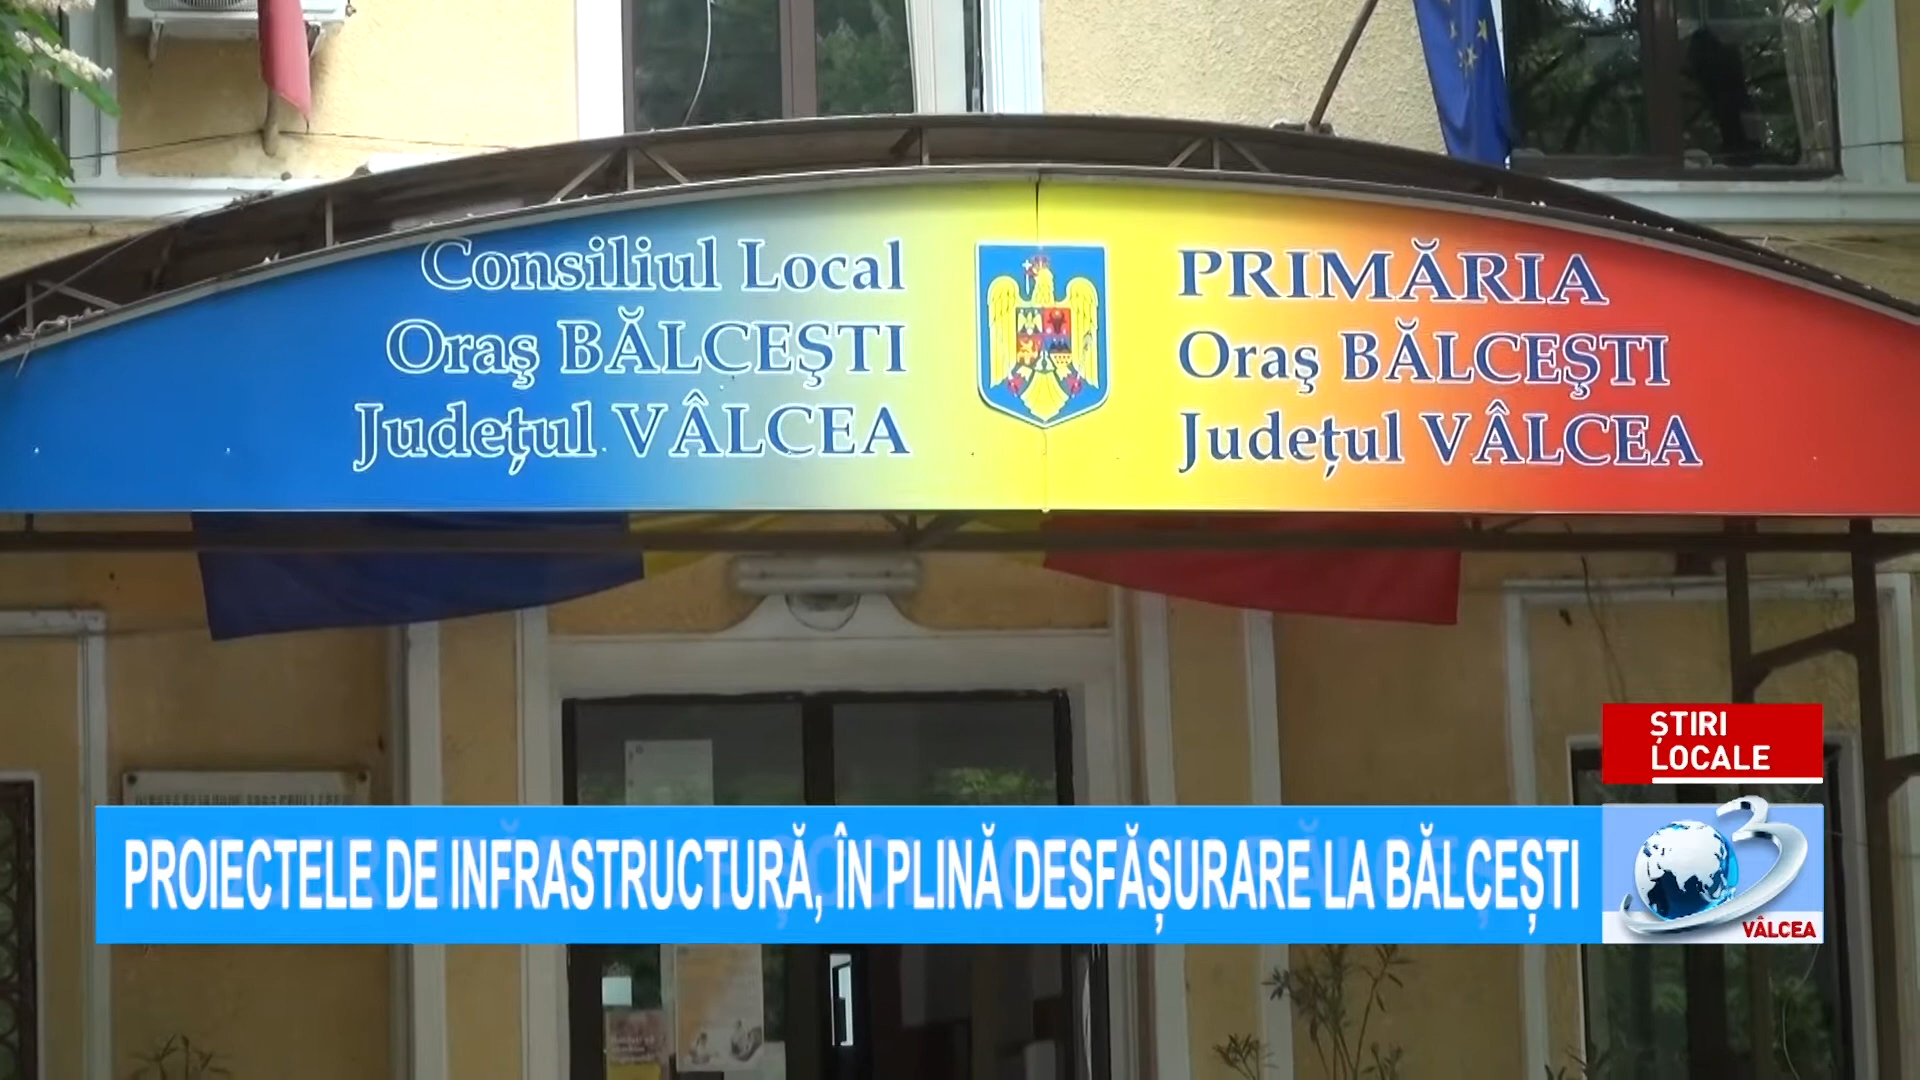 Consiliul Local
Oraş BĂLCEŞTI
Județul VÂLCEA
PRIMĂRIA
Oraş BĂLCEŞTI
Județul VÂLCEA
ȘTIRI
LOCALE
PROIECTELE DE INFRASTRUCTURĂ, ÎN PLINĂ DESFĂȘURARE LA BĂLCEȘTI
3
VÂLCEA